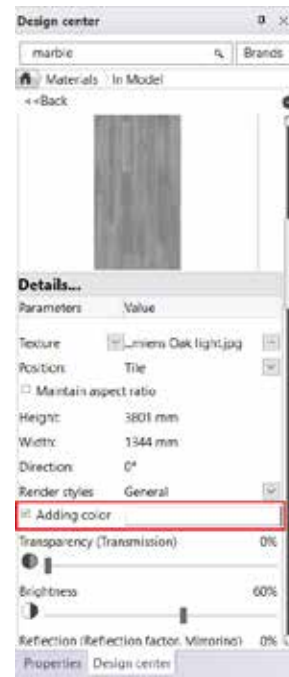 Design center
marble Brands
Materials In Model
<<Back
Details...
Parameters Value
Texture ...miens Oak light.jpg
Position: Tile
Maintain aspect ratio
Height: 3801 mm
Width: 1344 mm
Direction: 0°
Render styles General
Adding color
Transparency (Transmission) 0%
Brightness 60%
Reflection (Reflection factor, Mirroring) 0%
Properties Design center